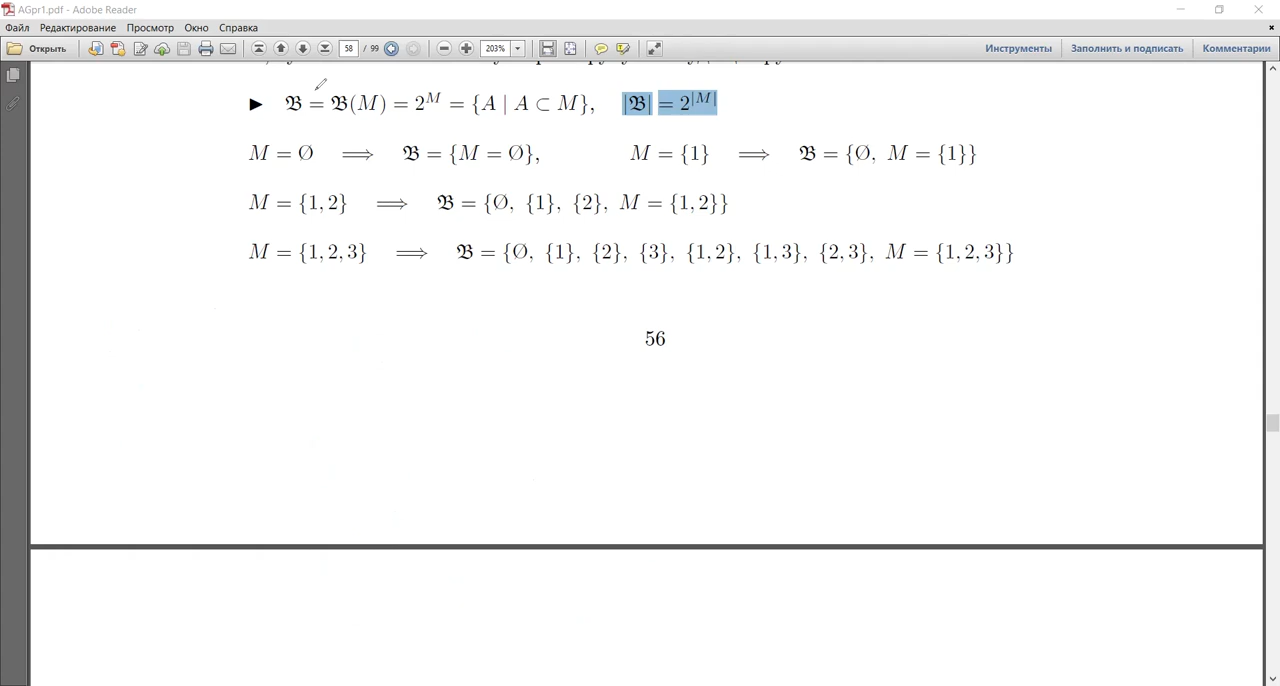 AGpr1.pdf - Adobe Reader
Файл Редактирование Просмотр Окно Справка
Открыть 58 / 99 203% Инструменты Заполнить и подписать Комментарии
► 𝔅 = 𝔅(M) = 2^M = {A | A ⊂ M}, |𝔅| = 2^|M|
M = Ø ⟹ 𝔅 = {M = Ø}, M = {1} ⟹ 𝔅 = {Ø, M = {1}}
M = {1, 2} ⟹ 𝔅 = {Ø, {1}, {2}, M = {1, 2}}
M = {1, 2, 3} ⟹ 𝔅 = {Ø, {1}, {2}, {3}, {1, 2}, {1, 3}, {2, 3}, M = {1, 2, 3}}
56